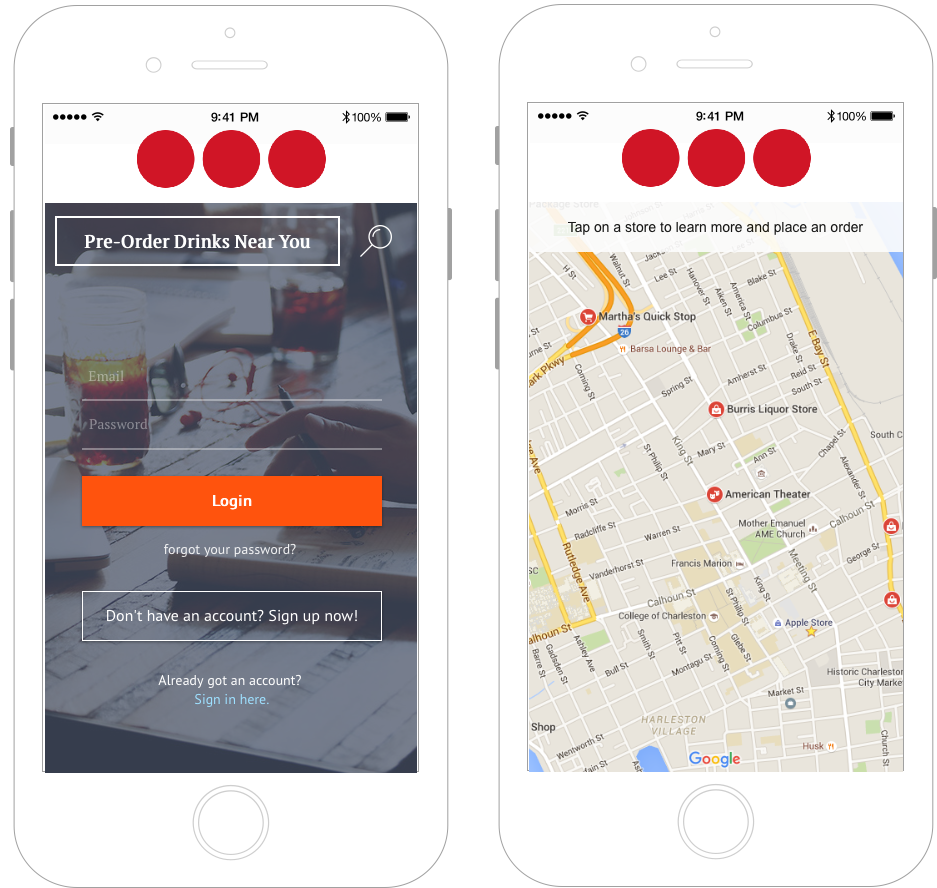 9:41 PM
100%
Pre-Order Drinks Near You
Email
Password
Login
forgot your password?
Don't have an account? Sign up now!
Already got an account?
Sign in here.
9:41 PM
100%
Package Store
Tap on a store to learn more and place an order
H St
Walnut St
Lee St
Hanover St
Aiken St
America St
Blake St
Martha's Quick Stop
Columbus St
26
Drake St
E Bay St
Barsa Lounge & Bar
ark Pkwy
Coming St
Spring St
Amherst St
Reid St
South St
Burris Liquor Store
King St
Mary St
Chapel St
South C
St Philip St
Ann St
Alexander St
American Theater
Morris St
Calhoun St
Radcliffe St
Warren St
Mother Emanuel
AME Church
George St
Rutledge Ave
Vanderhorst St
Francis Marion
King St
Meeting St
Calhoun St
St Philip St
College of Charleston
Apple Store
alhoun St
Ashley Ave
Smith St
Pitt St
Coming St
Glebe St
Barre St
Gadsden St
Bull St
Montagu St
Historic Charleston
City Marke
Market St
HARLESTON
VILLAGE
Shop
Church St
Wentworth St
Husk
Google